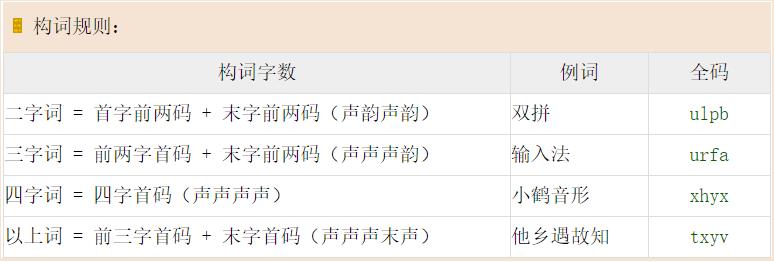 构词规则：
构词字数 例词 全码
二字词 = 首字前两码 + 末字前两码（声韵声韵） 双拼 ulpb
三字词 = 前两字首码 + 末字前两码（声声声韵） 输入法 urfa
四字词 = 四字首码（声声声声） 小鹤音形 xhyx
以上词 = 前三字首码 + 末字首码（声声声末声） 他乡遇故知 txyv